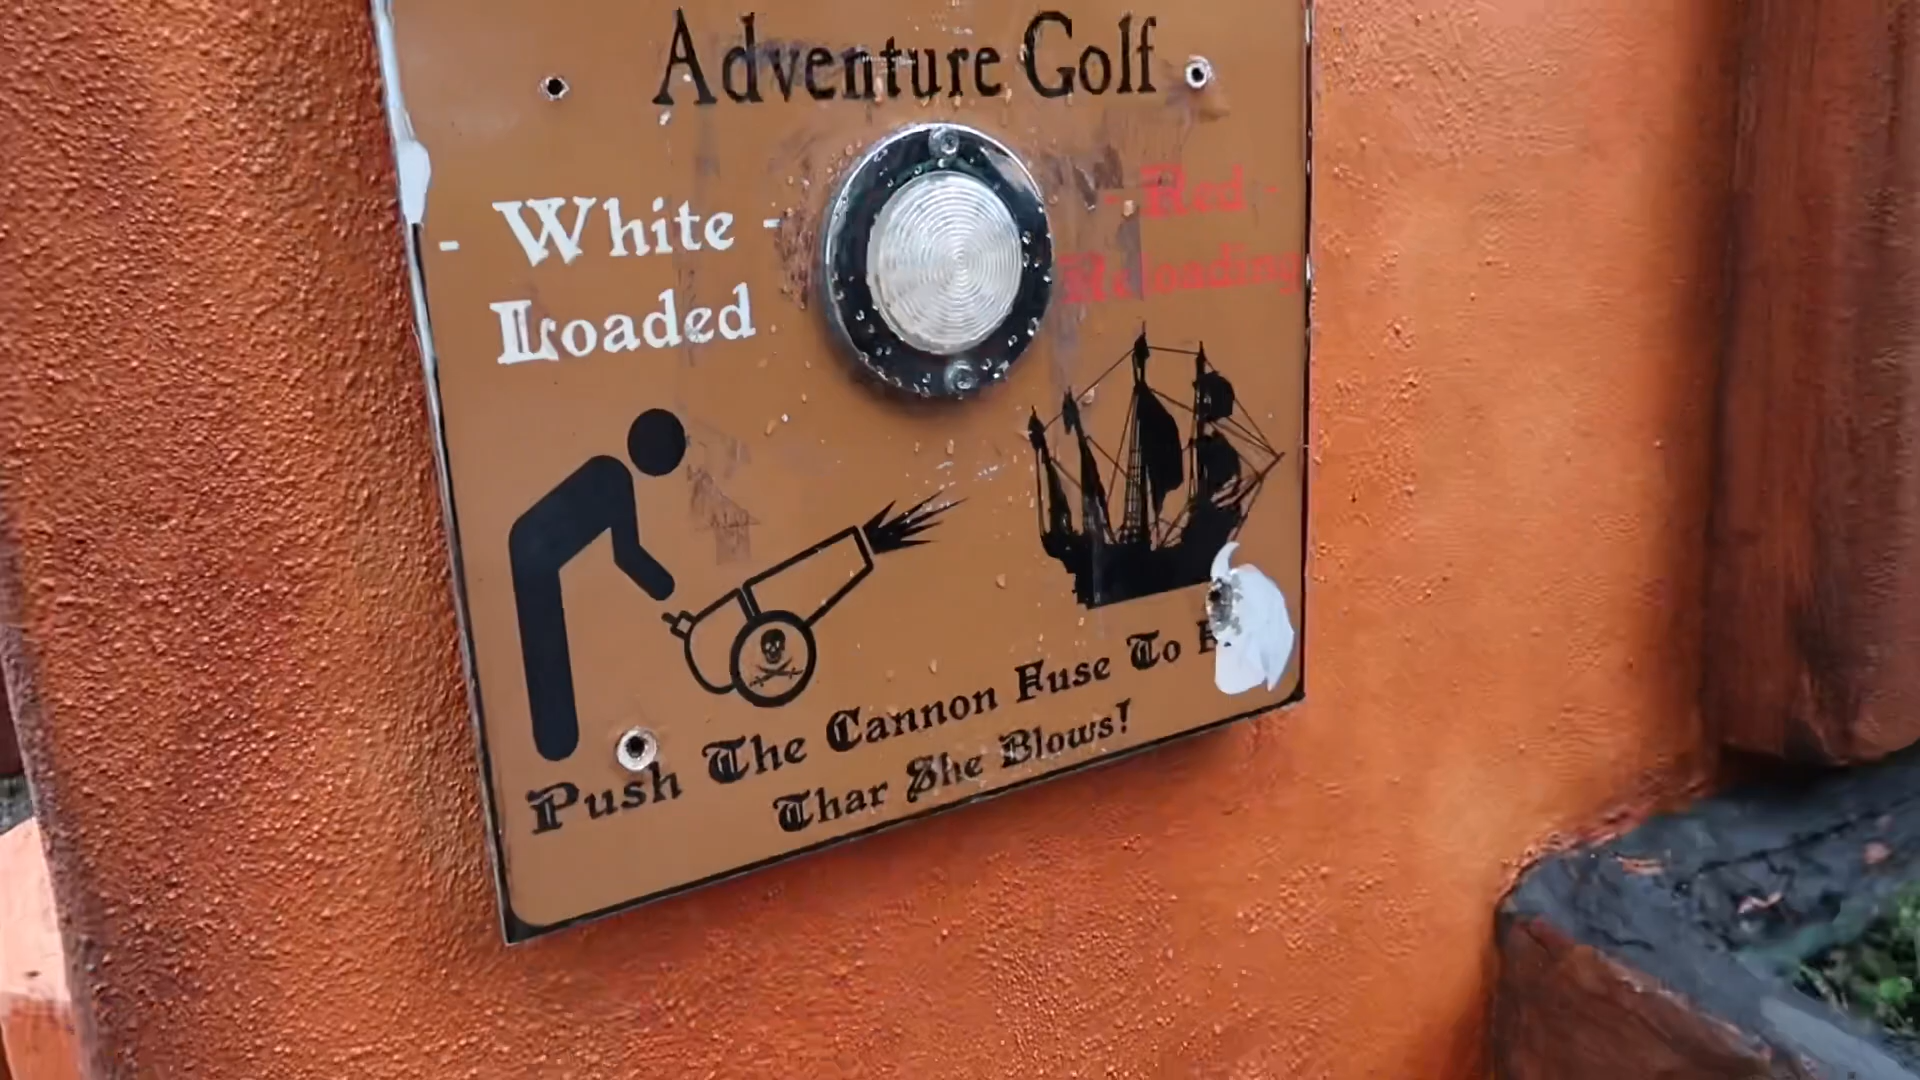 Adventure Golf
- White -
Loaded
- Red -
Reloading
Push The Cannon Fuse To
Thar She Blows!